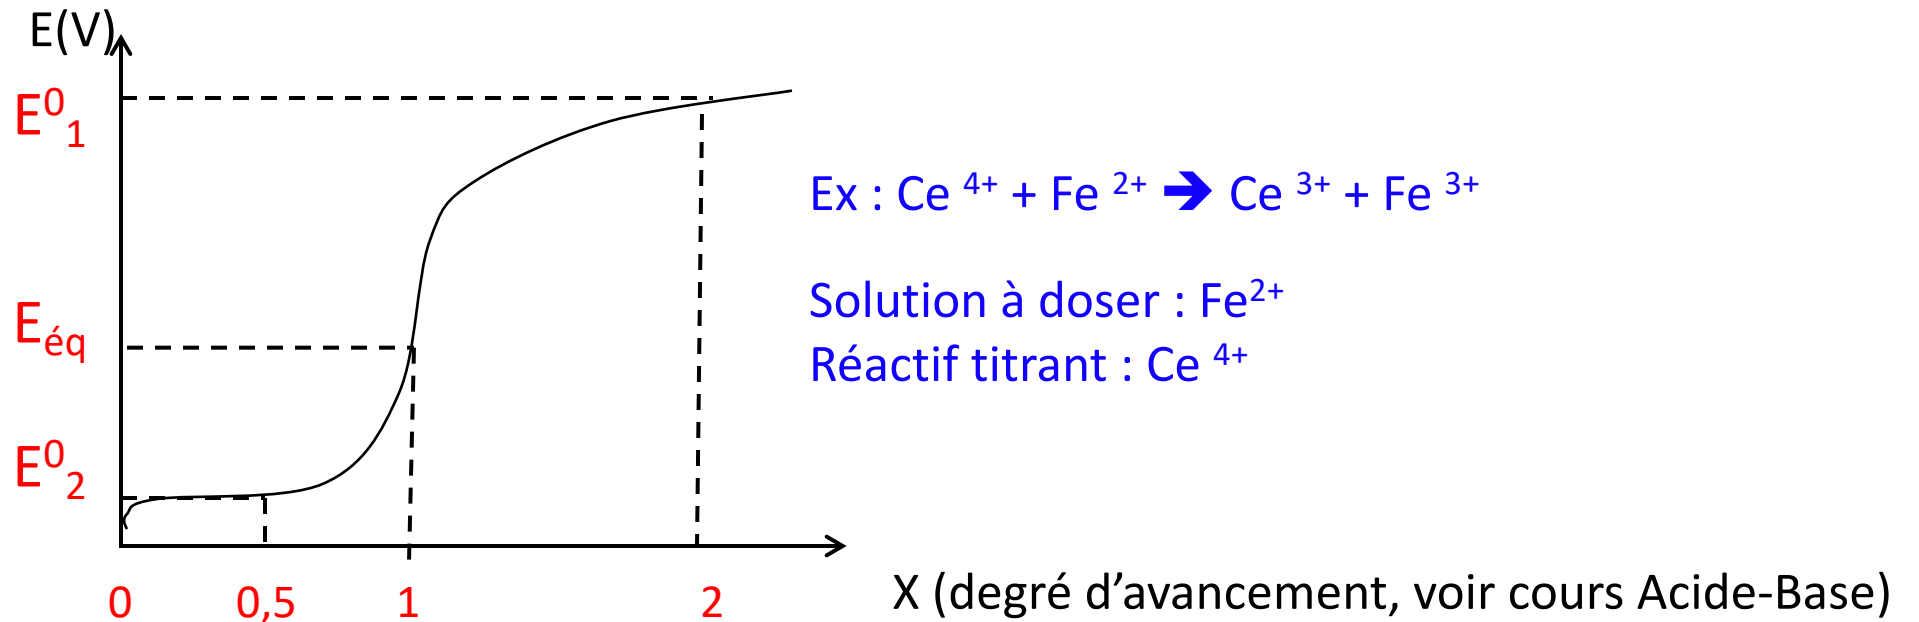 E(V)
E⁰₁
Ex : Ce ⁴⁺ + Fe ²⁺ 🡺 Ce ³⁺ + Fe ³⁺
Solution à doser : Fe²⁺
Eéq
Réactif titrant : Ce ⁴⁺
E⁰₂
0 0,5 1 2
X (degré d’avancement, voir cours Acide-Base)